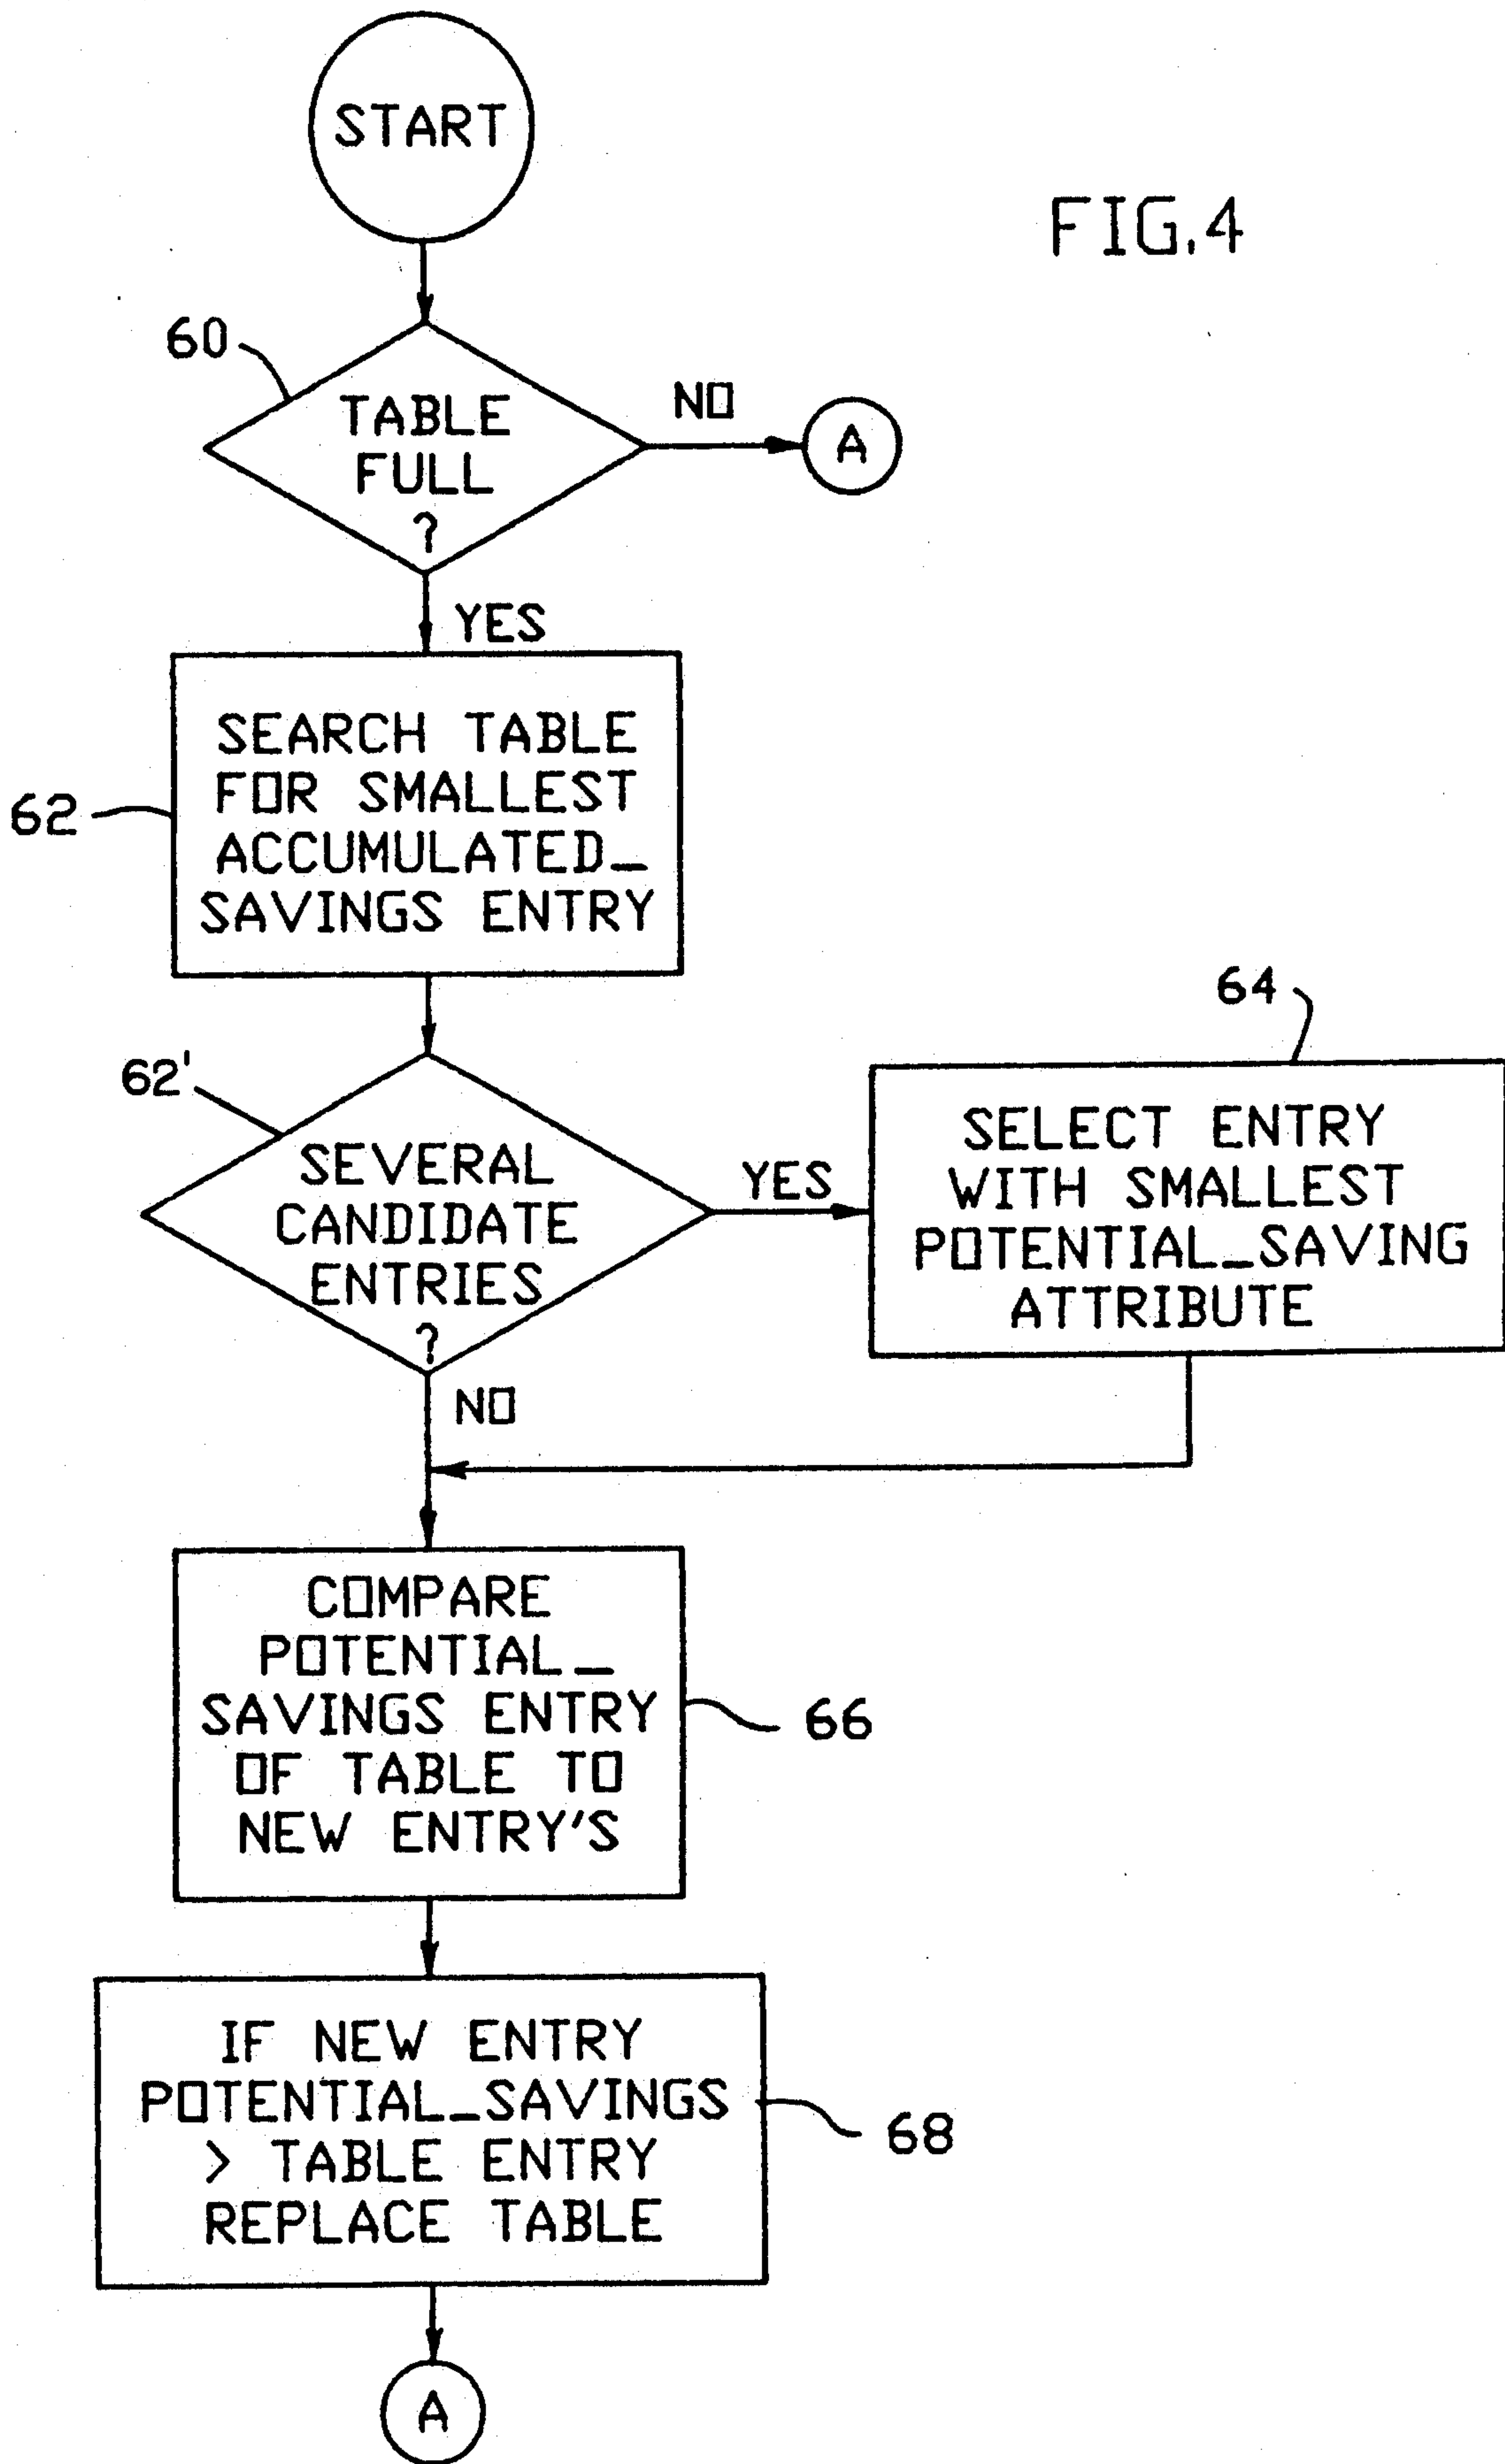 START
FIG.4
60
NO
TABLE
FULL
?
A
YES
SEARCH TABLE
FOR SMALLEST
ACCUMULATED_
SAVINGS ENTRY
62
64
62'
SEVERAL
CANDIDATE
ENTRIES
?
YES
SELECT ENTRY
WITH SMALLEST
POTENTIAL_SAVING
ATTRIBUTE
NO
COMPARE
POTENTIAL_
SAVINGS ENTRY
OF TABLE TO
NEW ENTRY'S
66
IF NEW ENTRY
POTENTIAL_SAVINGS
> TABLE ENTRY
REPLACE TABLE
68
A